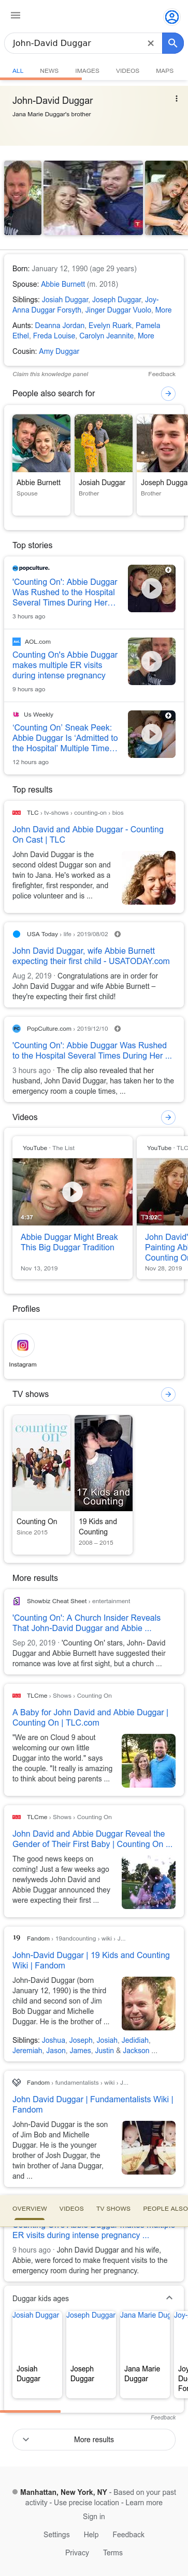 John-David Duggar
ALL NEWS IMAGES VIDEOS MAPS
John-David Duggar
Jana Marie Duggar's brother
Born: January 12, 1990 (age 29 years)
Spouse: Abbie Burnett (m. 2018)
Siblings: Josiah Duggar, Joseph Duggar, Joy-
Anna Duggar Forsyth, Jinger Duggar Vuolo, More
Aunts: Deanna Jordan, Evelyn Ruark, Pamela
Ethel, Freda Louise, Carolyn Jeannite, More
Cousin: Amy Duggar
Claim this knowledge panel Feedback
People also search for
Abbie Burnett
Spouse
Josiah Duggar
Brother
Joseph Duggar
Brother
Top stories
popculture.
'Counting On': Abbie Duggar
Was Rushed to the Hospital
Several Times During Her…
3 hours ago
AOL.com
Counting On's Abbie Duggar
makes multiple ER visits
during intense pregnancy
9 hours ago
Us Weekly
'Counting On' Sneak Peek:
Abbie Duggar Is 'Admitted to
the Hospital' Multiple Time…
12 hours ago
Top results
TLC › tv-shows › counting-on › bios
John David and Abbie Duggar - Counting
On Cast | TLC
John David Duggar is the
second oldest Duggar son and
twin to Jana. He's worked as a
firefighter, first responder, and
police volunteer and is ...
USA Today › life › 2019/08/02
John David Duggar, wife Abbie Burnett
expecting their first child - USATODAY.com
Aug 2, 2019 · Congratulations are in order for
John David Duggar and wife Abbie Burnett –
they're expecting their first child!
PopCulture.com › 2019/12/10
'Counting On': Abbie Duggar Was Rushed
to the Hospital Several Times During Her ...
3 hours ago · The clip also revealed that her
husband, John David Duggar, has taken her to the
emergency room a couple times, ...
Videos
YouTube · The List
4:37
Abbie Duggar Might Break
This Big Duggar Tradition
Nov 13, 2019
YouTube · TLC
John David'
Painting Ab
Counting On
Nov 28, 2019
Profiles
Instagram
TV shows
counting on
Counting On
Since 2015
17 Kids and Counting
19 Kids and
Counting
2008 – 2015
More results
Showbiz Cheat Sheet › entertainment
'Counting On': A Church Insider Reveals
That John-David Duggar and Abbie ...
Sep 20, 2019 · 'Counting On' stars, John- David
Duggar and Abbie Burnett have suggested their
romance was love at first sight, but a church ...
TLCme › Shows › Counting On
A Baby for John David and Abbie Duggar |
Counting On | TLC.com
"We are on Cloud 9 about
welcoming our own little
Duggar into the world." says
the couple. "It really is amazing
to think about being parents ...
TLCme › Shows › Counting On
John David and Abbie Duggar Reveal the
Gender of Their First Baby | Counting On ...
The good news keeps on
coming! Just a few weeks ago
newlyweds John David and
Abbie Duggar announced they
were expecting their first ...
Fandom › 19andcounting › wiki › J...
John-David Duggar | 19 Kids and Counting
Wiki | Fandom
John-David Duggar (born
January 12, 1990) is the third
child and second son of Jim
Bob Duggar and Michelle
Duggar. He is the brother of ...
Siblings: Joshua, Joseph, Josiah, Jedidiah,
Jeremiah, Jason, James, Justin & Jackson ...
Fandom › fundamentalists › wiki › J...
John David Duggar | Fundamentalists Wiki |
Fandom
John-David Duggar is the son
of Jim Bob and Michelle
Duggar. He is the younger
brother of Josh Duggar, the
twin brother of Jana Duggar,
and ...
OVERVIEW VIDEOS TV SHOWS PEOPLE ALSO
ER visits during intense pregnancy ...
9 hours ago · John David Duggar and his wife,
Abbie, were forced to make frequent visits to the
emergency room during her pregnancy.
Duggar kids ages
Josiah Duggar Joseph Duggar Jana Marie Dug Joy-
Josiah
Duggar
Joseph
Duggar
Jana Marie
Duggar
Joy
Du
For
Feedback
More results
Manhattan, New York, NY - Based on your past
activity - Use precise location - Learn more
Sign in
Settings Help Feedback
Privacy Terms